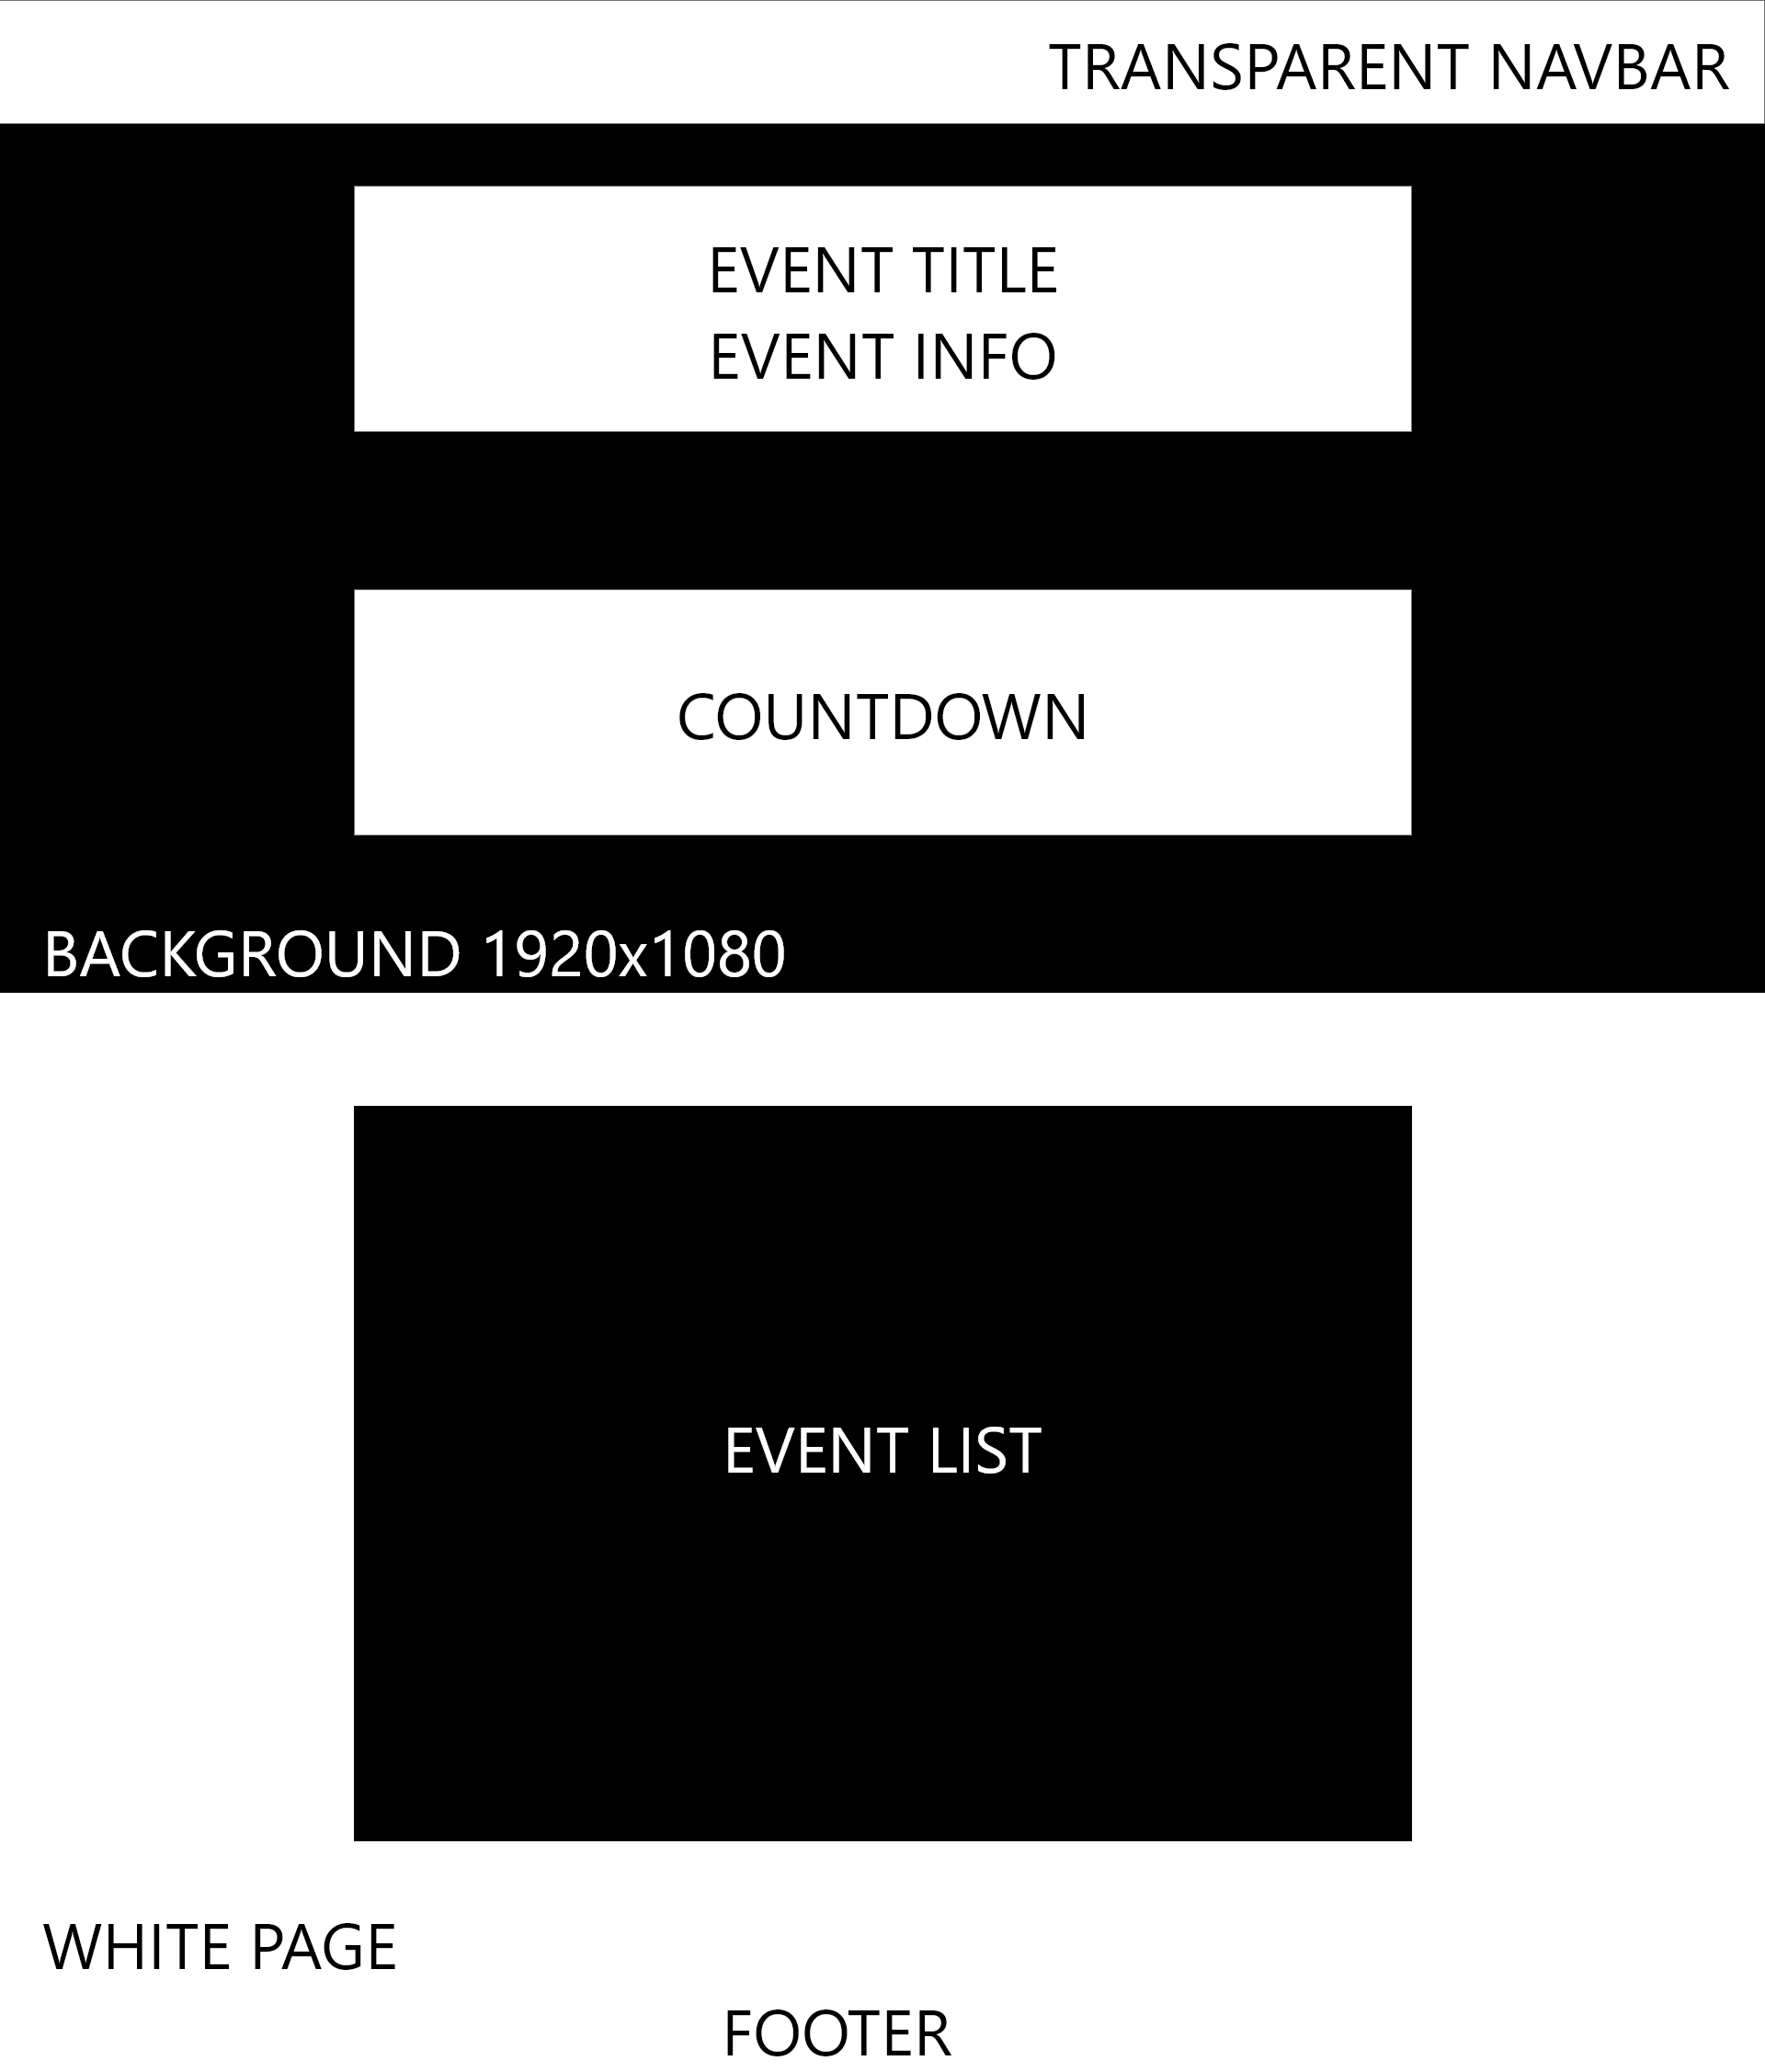 TRANSPARENT NAVBAR
EVENT TITLE
EVENT INFO
COUNTDOWN
BACKGROUND 1920x1080
EVENT LIST
WHITE PAGE
FOOTER